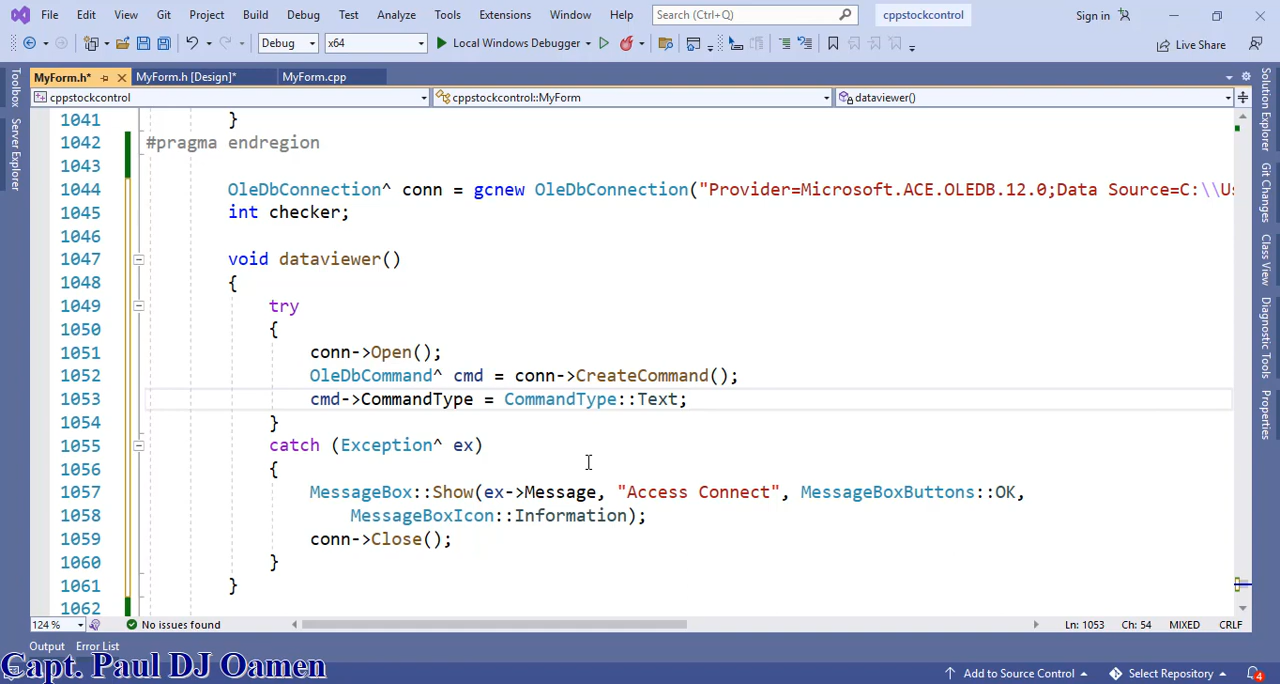 File Edit View Git Project Build Debug Test Analyze Tools Extensions Window Help Search (Ctrl+Q) cppstockcontrol Sign in
Debug x64 Local Windows Debugger Live Share
MyForm.h* MyForm.h [Design]* MyForm.cpp
cppstockcontrol cppstockcontrol::MyForm dataviewer()
1041 }
1042 #pragma endregion
1043
1044 OleDbConnection^ conn = gcnew OleDbConnection("Provider=Microsoft.ACE.OLEDB.12.0;Data Source=C:\\Us
1045 int checker;
1046
1047 void dataviewer()
1048 {
1049 try
1050 {
1051 conn->Open();
1052 OleDbCommand^ cmd = conn->CreateCommand();
1053 cmd->CommandType = CommandType::Text;
1054 }
1055 catch (Exception^ ex)
1056 {
1057 MessageBox::Show(ex->Message, "Access Connect", MessageBoxButtons::OK,
1058 MessageBoxIcon::Information);
1059 conn->Close();
1060 }
1061 }
1062
124 % No issues found Ln: 1053 Ch: 54 MIXED CRLF
Output Error List
Capt. Paul DJ Oamen
Add to Source Control Select Repository 4
Toolbox
Server Explorer
Solution Explorer
Git Changes
Class View
Diagnostic Tools
Properties